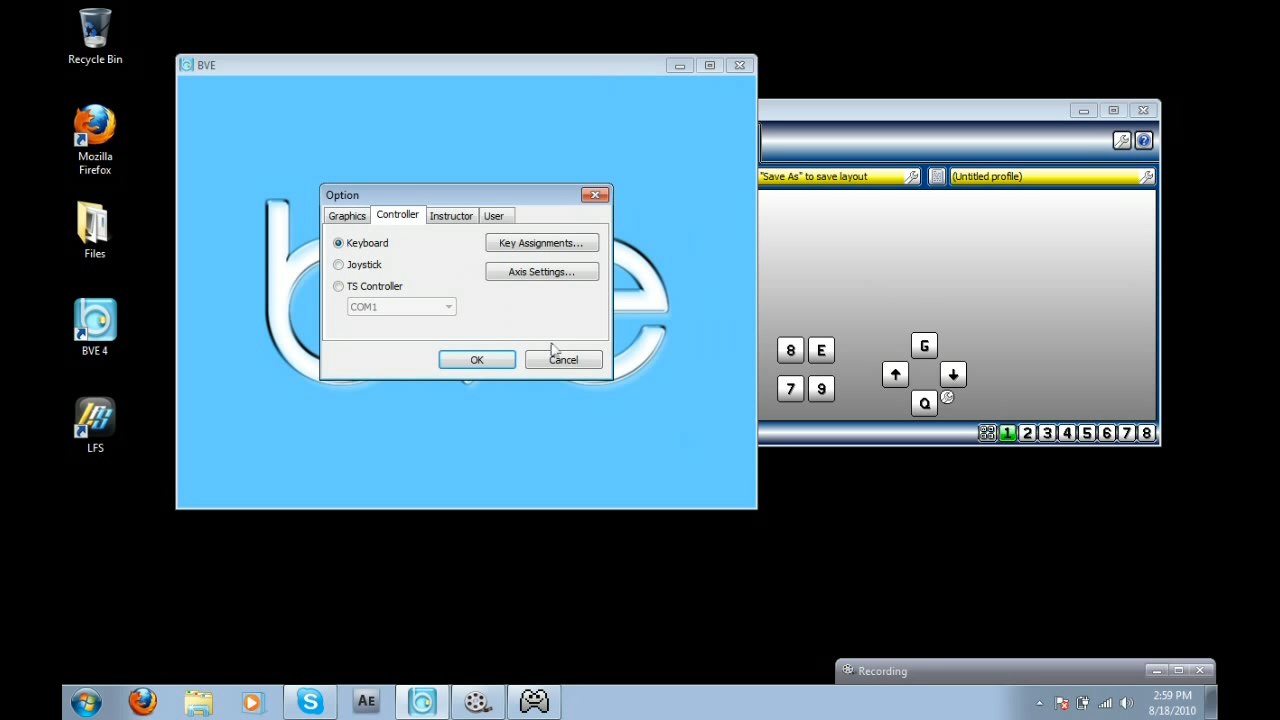 Recycle Bin
Mozilla
Firefox
Files
BVE 4
LFS
BVE
Option
Graphics
Controller
Instructor
User
Keyboard
Key Assignments...
Joystick
Axis Settings...
TS Controller
COM1
OK
Cancel
"Save As" to save layout
(Untitled profile)
8 E
7 9
G
Q
1 2 3 4 5 6 7 8
Recording
AE
2:59 PM
8/18/2010